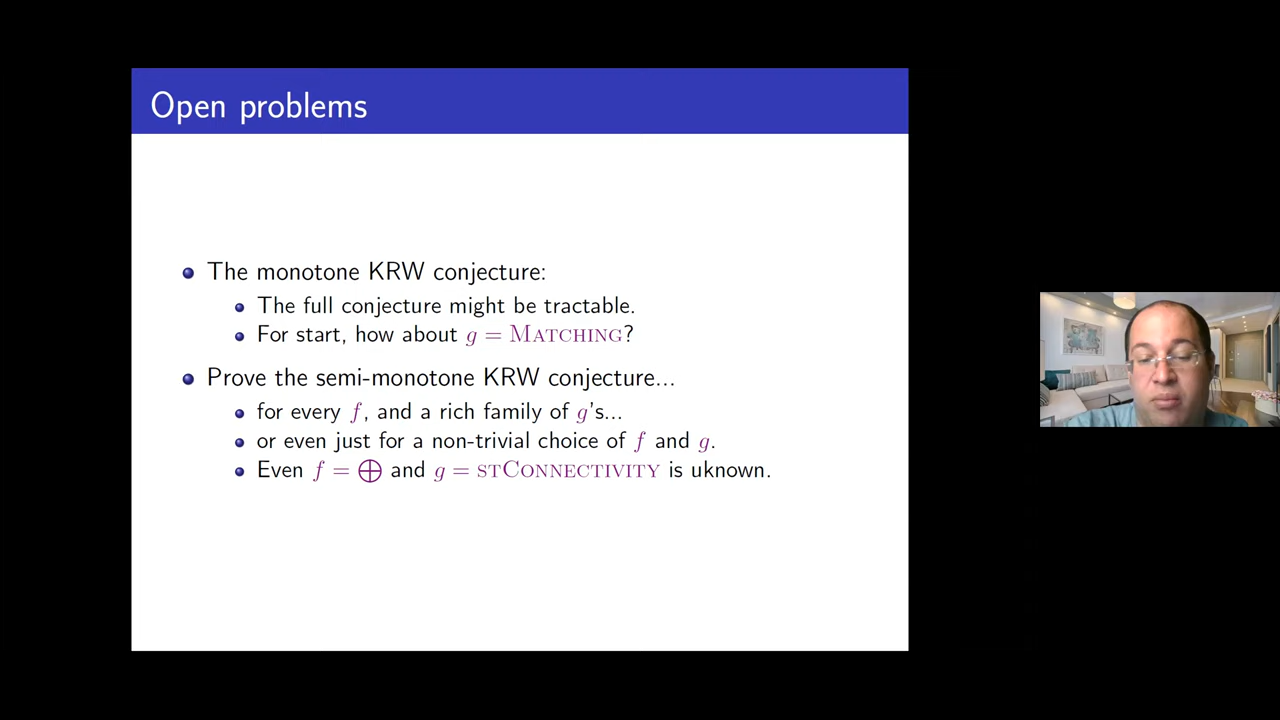 Open problems
The monotone KRW conjecture:
The full conjecture might be tractable.
For start, how about g = MATCHING?
Prove the semi-monotone KRW conjecture...
for every f, and a rich family of g's...
or even just for a non-trivial choice of f and g.
Even f = ⊕ and g = STCONNECTIVITY is uknown.